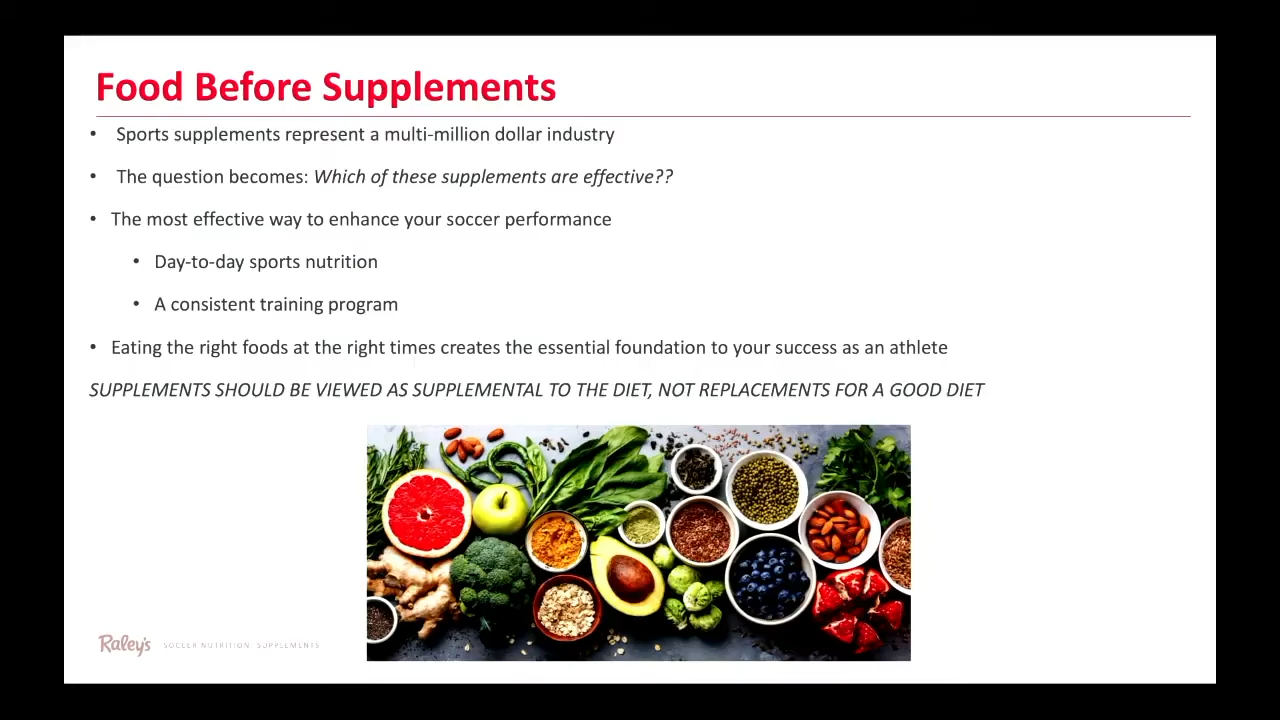 Food Before Supplements
• Sports supplements represent a multi-million dollar industry
• The question becomes: Which of these supplements are effective??
• The most effective way to enhance your soccer performance
• Day-to-day sports nutrition
• A consistent training program
• Eating the right foods at the right times creates the essential foundation to your success as an athlete
SUPPLEMENTS SHOULD BE VIEWED AS SUPPLEMENTAL TO THE DIET, NOT REPLACEMENTS FOR A GOOD DIET
Raley's SOCCER NUTRITION: SUPPLEMENTS